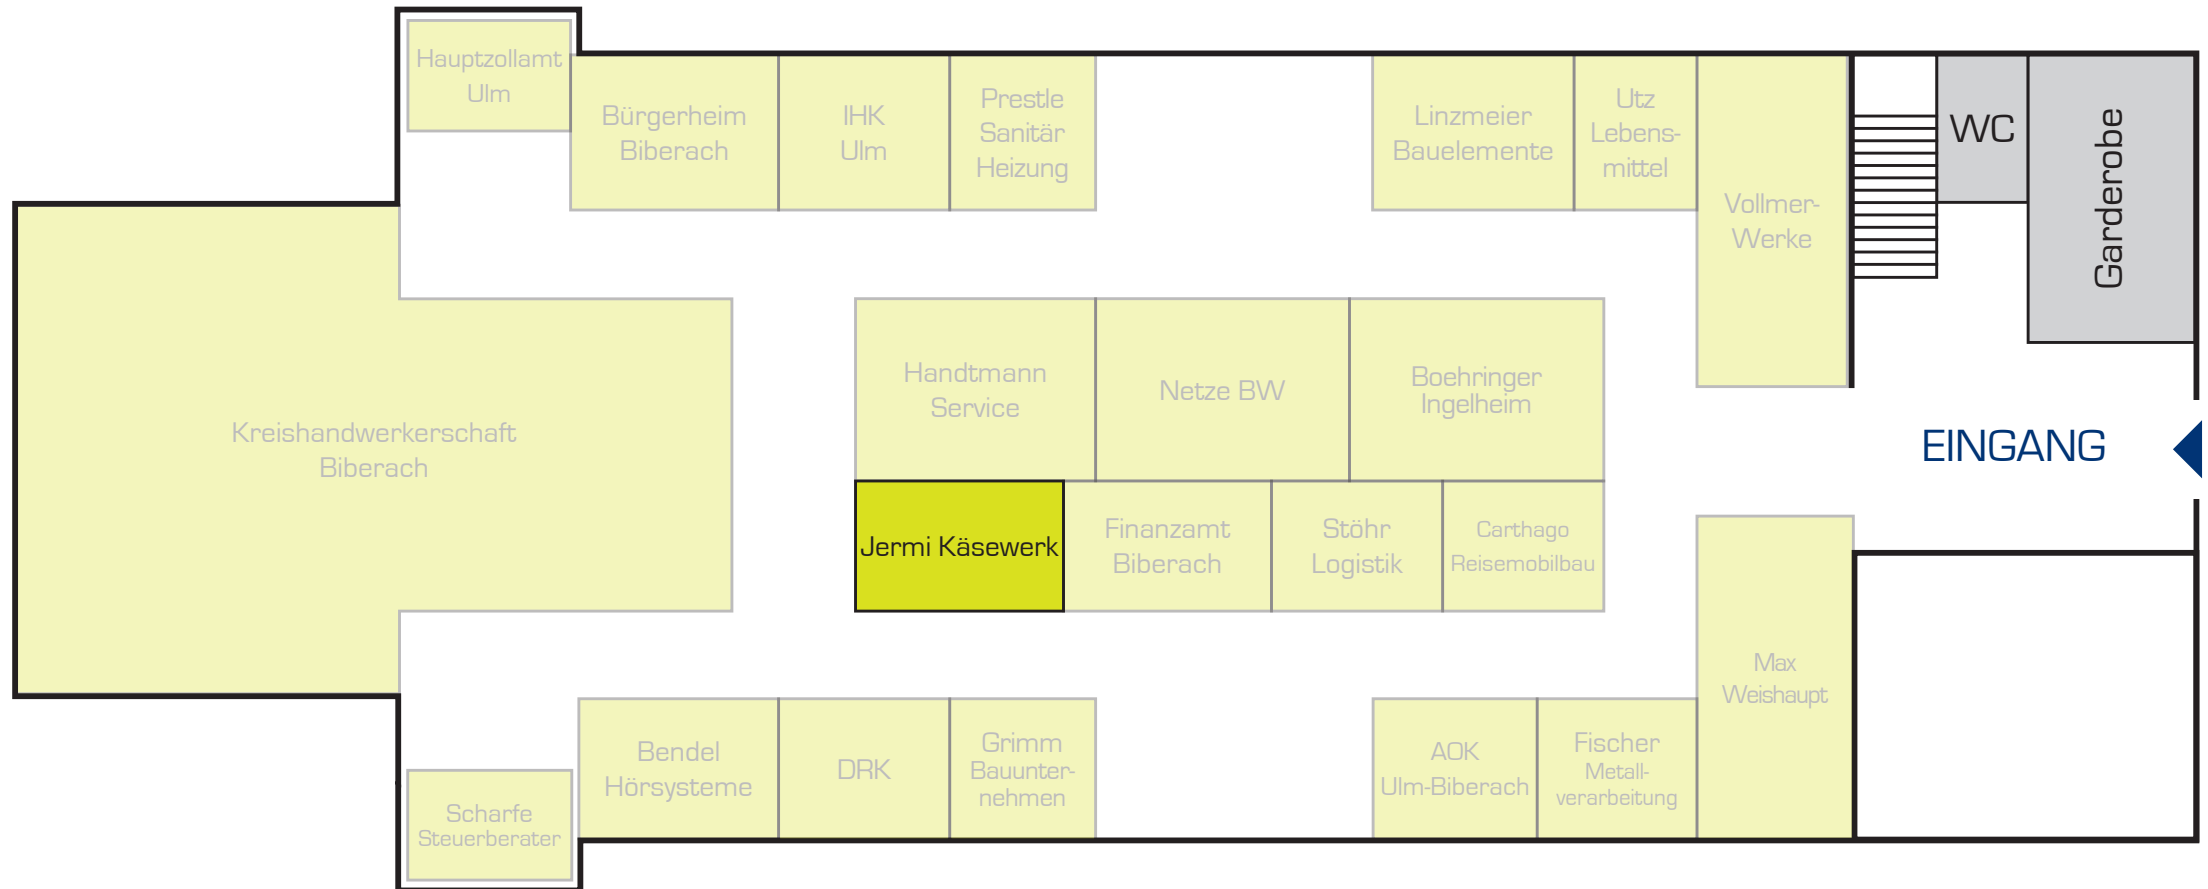 Hauptzollamt
Ulm
Bürgerheim
Biberach
IHK
Ulm
Prestle
Sanitär
Heizung
Linzmeier
Bauelemente
Utz
Lebens-
mittel
Vollmer-
Werke
WC
Garderobe
Kreishandwerkerschaft
Biberach
Handtmann
Service
Netze BW
Boehringer
Ingelheim
EINGANG
Jermi Käsewerk
Finanzamt
Biberach
Stöhr
Logistik
Carthago
Reisemobilbau
Max
Weishaupt
Scharfe
Steuerberater
Bendel
Hörsysteme
DRK
Grimm
Bauunter-
nehmen
AOK
Ulm-Biberach
Fischer
Metall-
verarbeitung